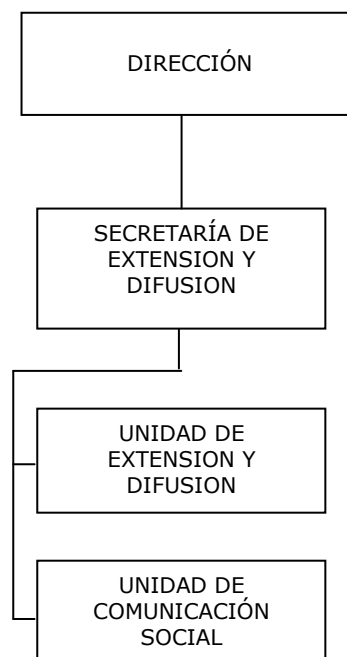 DIRECCIÓN
SECRETARÍA DE
EXTENSION Y
DIFUSION
UNIDAD DE
EXTENSION Y
DIFUSION
UNIDAD DE
COMUNICACIÓN
SOCIAL